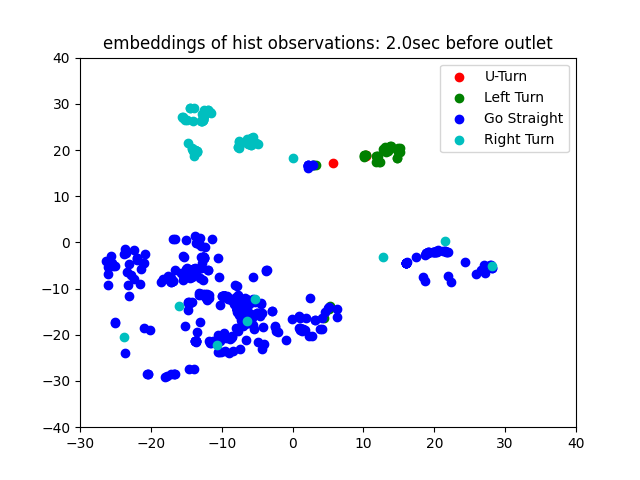 embeddings of hist observations: 2.0sec before outlet
U-Turn
Left Turn
Go Straight
Right Turn
40
30
20
10
0
−10
−20
−30
−40
−30 −20 −10 0 10 20 30 40